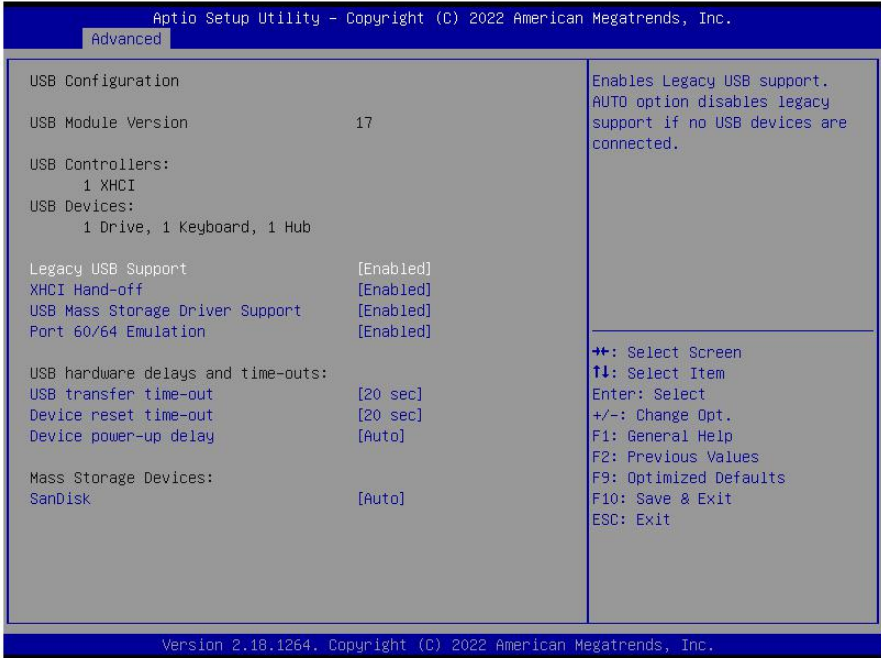 Aptio Setup Utility – Copyright (C) 2022 American Megatrends, Inc.
Advanced
USB Configuration
USB Module Version 17
USB Controllers:
1 XHCI
USB Devices:
1 Drive, 1 Keyboard, 1 Hub
Legacy USB Support [Enabled]
XHCI Hand-off [Enabled]
USB Mass Storage Driver Support [Enabled]
Port 60/64 Emulation [Enabled]
USB hardware delays and time-outs:
USB transfer time-out [20 sec]
Device reset time-out [20 sec]
Device power-up delay [Auto]
Mass Storage Devices:
SanDisk [Auto]
Enables Legacy USB support.
AUTO option disables legacy
support if no USB devices are
connected.
→←: Select Screen
↑↓: Select Item
Enter: Select
+/-: Change Opt.
F1: General Help
F2: Previous Values
F9: Optimized Defaults
F10: Save & Exit
ESC: Exit
Version 2.18.1264. Copyright (C) 2022 American Megatrends, Inc.